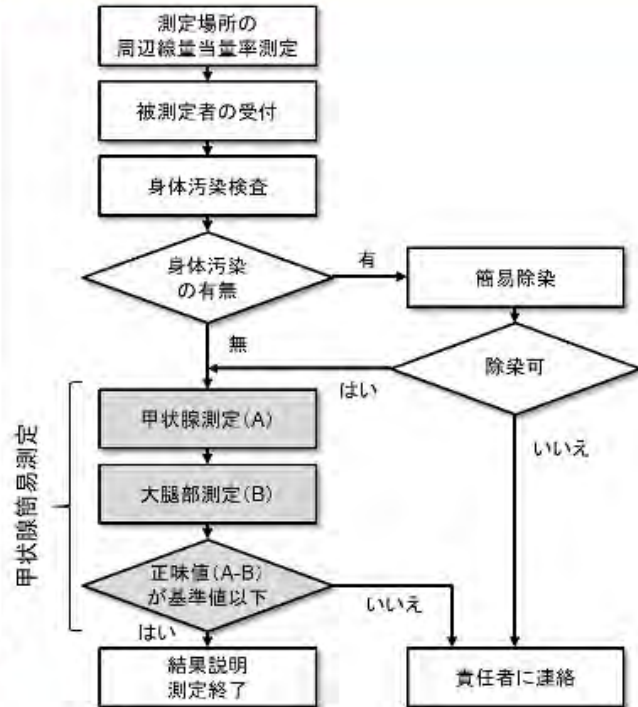 測定場所の
周辺線量当量率測定
被測定者の受付
身体汚染検査
身体汚染
の有無
有
簡易除染
無
除染可
はい
いいえ
甲状腺簡易測定
甲状腺測定(A)
大腿部測定(B)
正味値(A-B)
が基準値以下
いいえ
はい
結果説明
測定終了
責任者に連絡